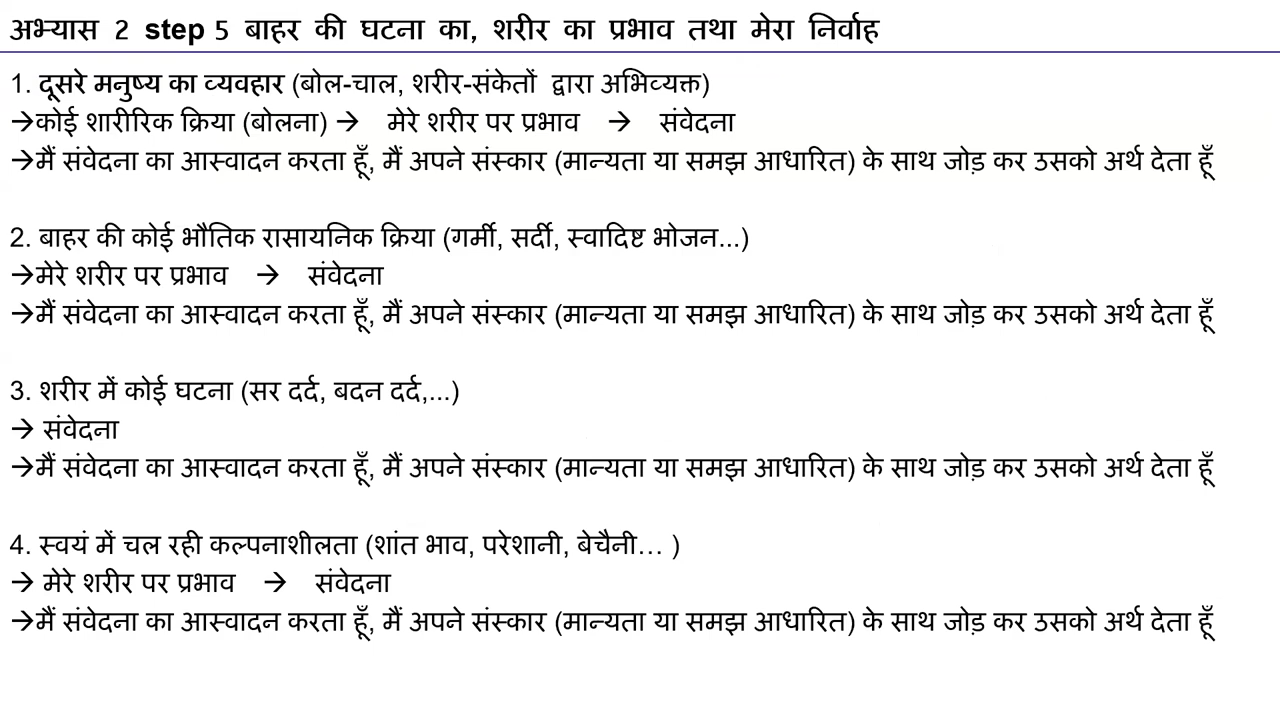 अभ्यास 2 step 5 बाहर की घटना का, शरीर का प्रभाव तथा मेरा निर्वाह
1. दूसरे मनुष्य का व्यवहार (बोल-चाल, शरीर-संकेतों द्वारा अभिव्यक्त)
→कोई शारीरिक क्रिया (बोलना) → मेरे शरीर पर प्रभाव → संवेदना
→मैं संवेदना का आस्वादन करता हूँ, मैं अपने संस्कार (मान्यता या समझ आधारित) के साथ जोड़ कर उसको अर्थ देता हूँ
2. बाहर की कोई भौतिक रासायनिक क्रिया (गर्मी, सर्दी, स्वादिष्ट भोजन...)
→मेरे शरीर पर प्रभाव → संवेदना
→मैं संवेदना का आस्वादन करता हूँ, मैं अपने संस्कार (मान्यता या समझ आधारित) के साथ जोड़ कर उसको अर्थ देता हूँ
3. शरीर में कोई घटना (सर दर्द, बदन दर्द,...)
→ संवेदना
→मैं संवेदना का आस्वादन करता हूँ, मैं अपने संस्कार (मान्यता या समझ आधारित) के साथ जोड़ कर उसको अर्थ देता हूँ
4. स्वयं में चल रही कल्पनाशीलता (शांत भाव, परेशानी, बेचैनी... )
→ मेरे शरीर पर प्रभाव → संवेदना
→मैं संवेदना का आस्वादन करता हूँ, मैं अपने संस्कार (मान्यता या समझ आधारित) के साथ जोड़ कर उसको अर्थ देता हूँ